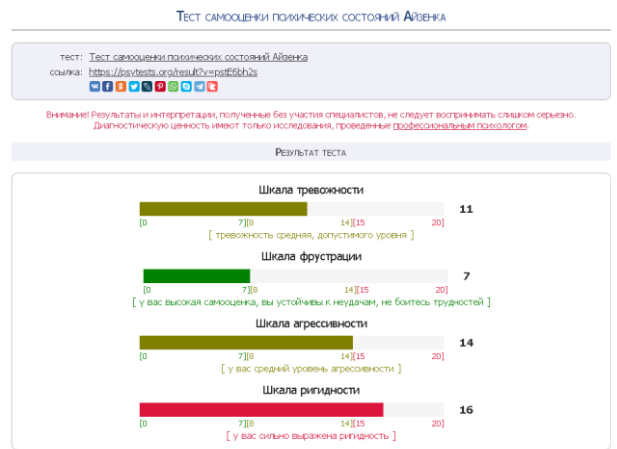 Тест самооценки психических состояний Айзенка
тест: Тест самооценки психических состояний Айзенка
ссылка: https://psytests.org/result?v=pstE6bh2s
Внимание! Результаты и интерпретации, полученные без участия специалистов, не следует воспринимать слишком серьезно.
Диагностическую ценность имеют только исследования, проведенные профессиональным психологом.
Результат теста
Шкала тревожности
11
[0 7][8 14][15 20]
[ тревожность средняя, допустимого уровня ]
Шкала фрустрации
7
[0 7][8 14][15 20]
[ у вас высокая самооценка, вы устойчивы к неудачам, не боитесь трудностей ]
Шкала агрессивности
14
[0 7][8 14][15 20]
[ у вас средний уровень агрессивности ]
Шкала ригидности
16
[0 7][8 14][15 20]
[ у вас сильно выражена ригидность ]